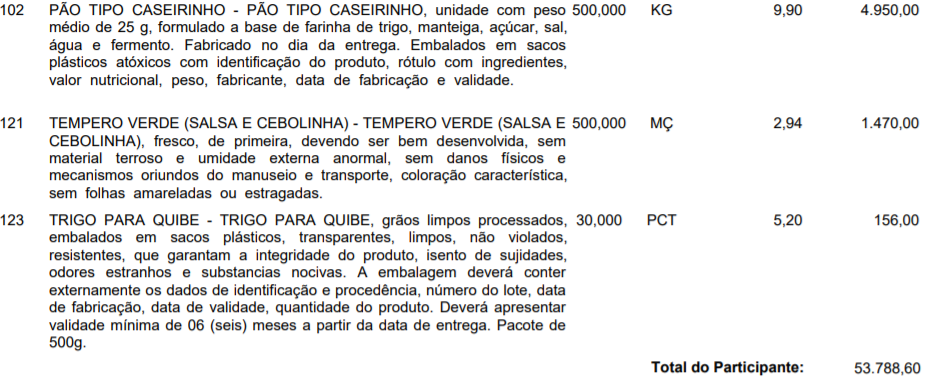 102 PÃO TIPO CASEIRINHO - PÃO TIPO CASEIRINHO, unidade com peso 500,000 KG 9,90 4.950,00
médio de 25 g, formulado a base de farinha de trigo, manteiga, açúcar, sal,
água e fermento. Fabricado no dia da entrega. Embalados em sacos
plásticos atóxicos com identificação do produto, rótulo com ingredientes,
valor nutricional, peso, fabricante, data de fabricação e validade.
121 TEMPERO VERDE (SALSA E CEBOLINHA) - TEMPERO VERDE (SALSA E 500,000 MÇ 2,94 1.470,00
CEBOLINHA), fresco, de primeira, devendo ser bem desenvolvida, sem
material terroso e umidade externa anormal, sem danos físicos e
mecanismos oriundos do manuseio e transporte, coloração característica,
sem folhas amareladas ou estragadas.
123 TRIGO PARA QUIBE - TRIGO PARA QUIBE, grãos limpos processados, 30,000 PCT 5,20 156,00
embalados em sacos plásticos, transparentes, limpos, não violados,
resistentes, que garantam a integridade do produto, isento de sujidades,
odores estranhos e substancias nocivas. A embalagem deverá conter
externamente os dados de identificação e procedência, número do lote, data
de fabricação, data de validade, quantidade do produto. Deverá apresentar
validade mínima de 06 (seis) meses a partir da data de entrega. Pacote de
500g.
Total do Participante: 53.788,60